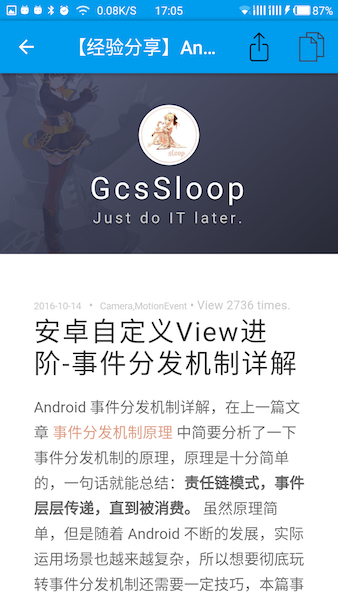 0.08K/S 17:05 87%
【经验分享】An...
sloop
GcsSloop
Just do IT later.
2016-10-14 • Camera,MotionEvent • View 2736 times.
安卓自定义View进
阶-事件分发机制详解
Android 事件分发机制详解，在上一篇文
章 事件分发机制原理 中简要分析了一下
事件分发机制的原理，原理是十分简单
的，一句话就能总结：责任链模式，事件
层层传递，直到被消费。 虽然原理简
单，但是随着 Android 不断的发展，实际
运用场景也越来越复杂，所以想要彻底玩
转事件分发机制还需要一定技巧，本篇事